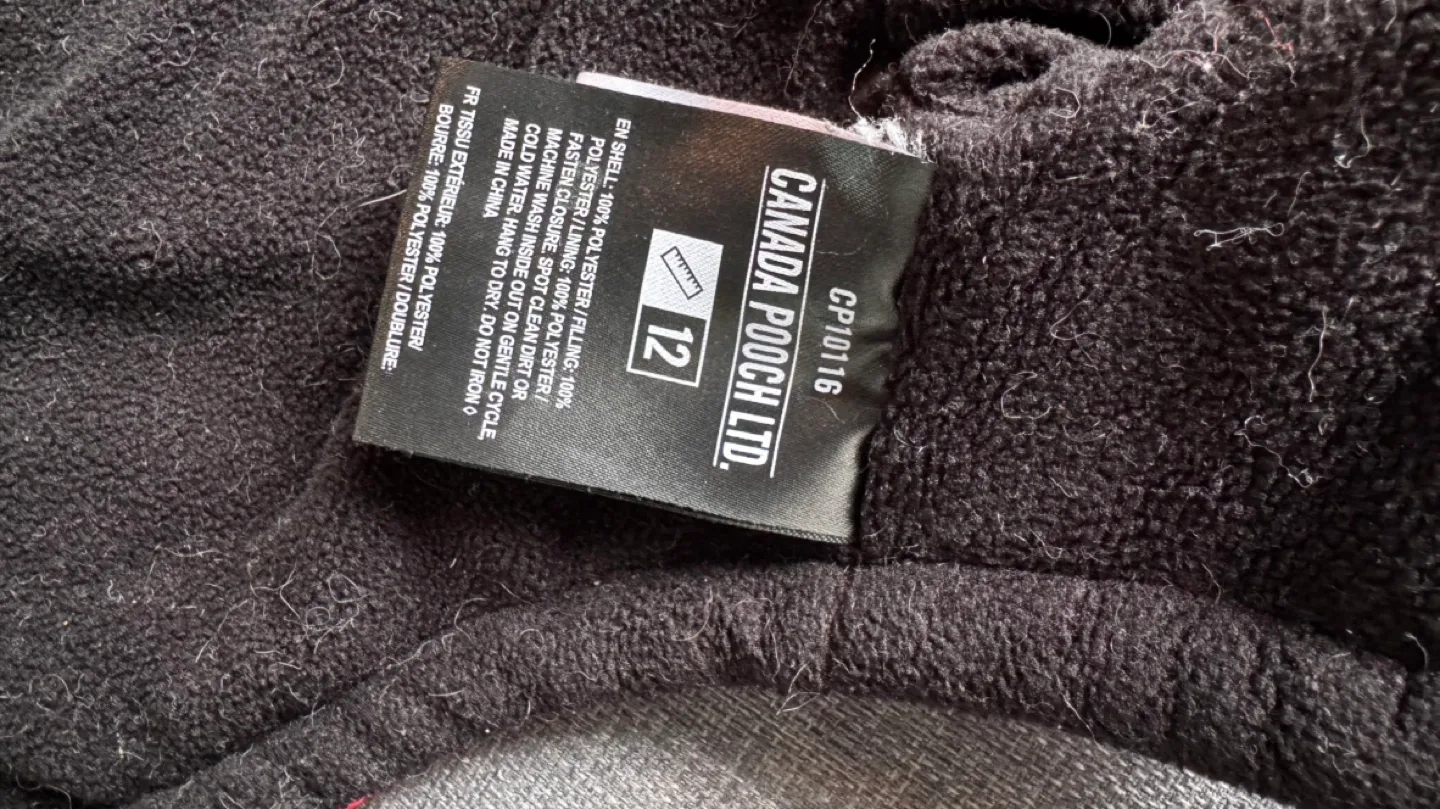 CP10116
CANADA POOCH LTD.
12
EN SHELL: 100% POLYESTER / FILLING: 100%
POLYESTER / LINING: 100% POLYESTER /
FASTEN CLOSURE. SPOT CLEAN DIRT OR
MACHINE WASH INSIDE OUT ON GENTLE CYCLE,
COLD WATER. HANG TO DRY. DO NOT IRON ◊
MADE IN CHINA
FR TISSU EXTÉRIEUR: 100% POLYESTER/
BOURRE: 100% POLYESTER / DOUBLURE: